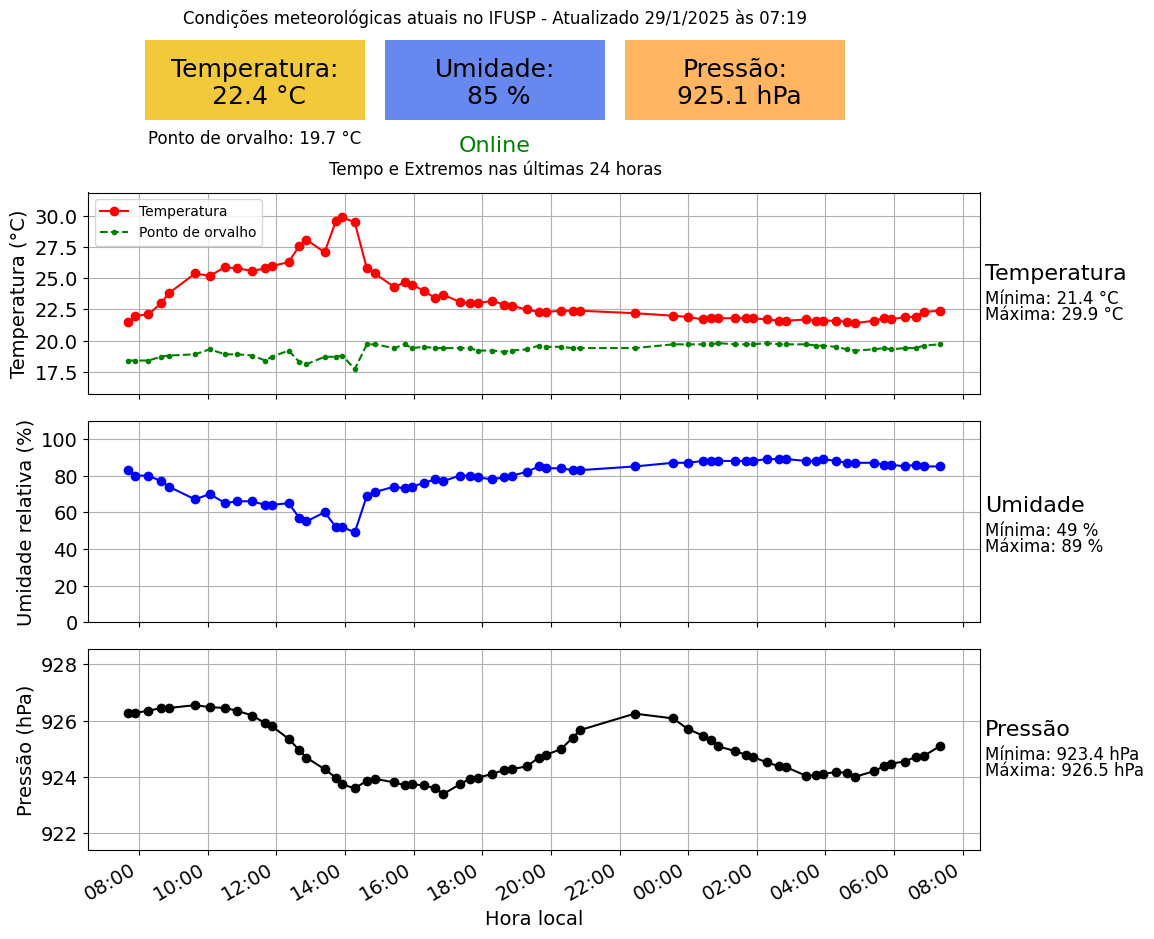 Condições meteorológicas atuais no IFUSP - Atualizado 29/1/2025 às 07:19
Temperatura:
22.4 °C
Umidade:
85 %
Pressão:
925.1 hPa
Ponto de orvalho: 19.7 °C
Online
Tempo e Extremos nas últimas 24 horas
Temperatura (°C)
30.0
27.5
25.0
22.5
20.0
17.5
Temperatura
Ponto de orvalho
Temperatura
Mínima: 21.4 °C
Máxima: 29.9 °C
Umidade relativa (%)
100
80
60
40
20
0
Umidade
Mínima: 49 %
Máxima: 89 %
Pressão (hPa)
928
926
924
922
Pressão
Mínima: 923.4 hPa
Máxima: 926.5 hPa
08:00 10:00 12:00 14:00 16:00 18:00 20:00 22:00 00:00 02:00 04:00 06:00 08:00
Hora local